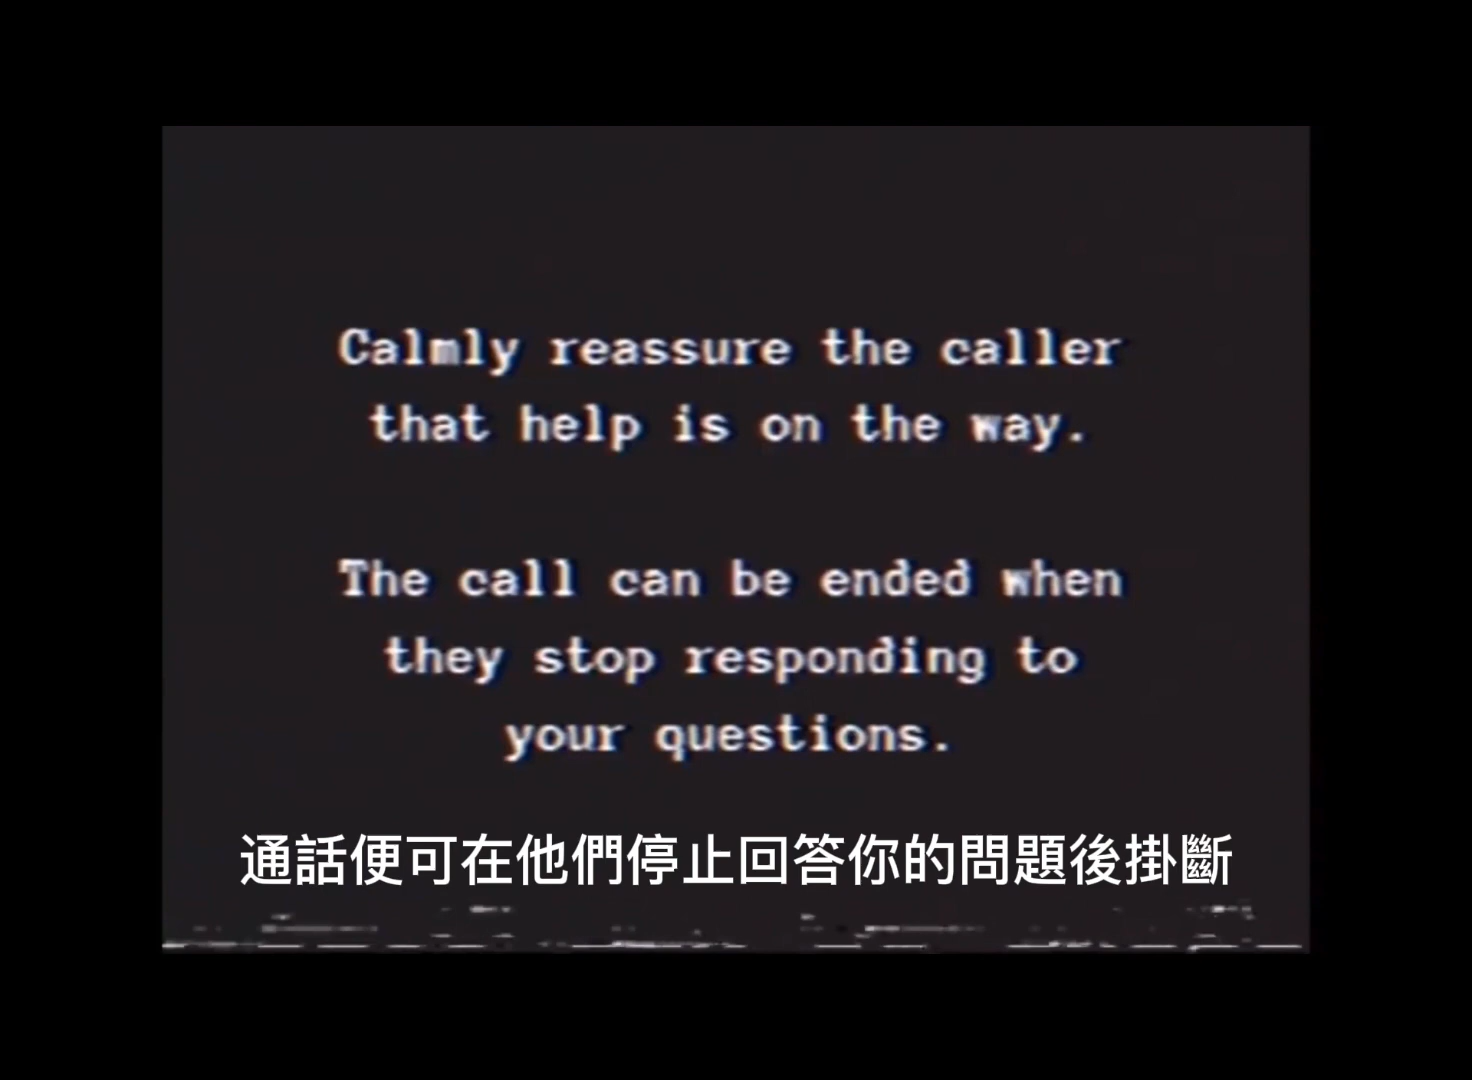 Calmly reassure the caller
that help is on the way.
The call can be ended when
they stop responding to
your questions.
通話便可在他們停止回答你的問題後掛斷